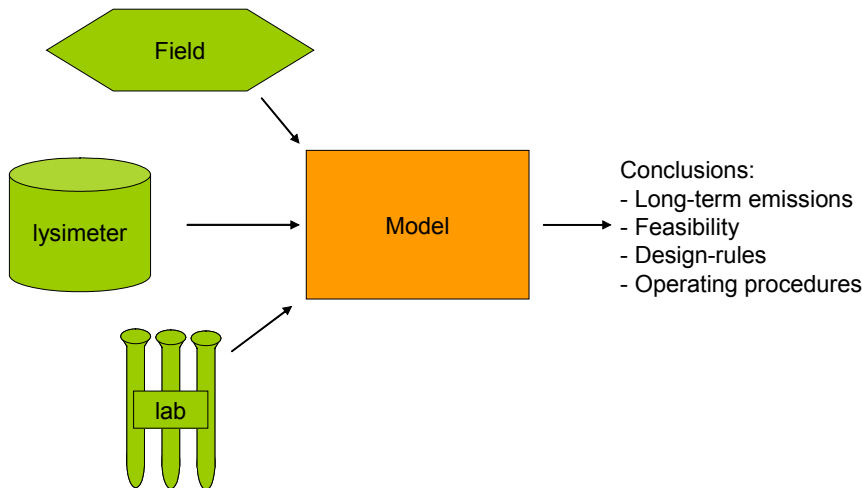 Field
lysimeter
lab
Model
Conclusions:
- Long-term emissions
- Feasibility
- Design-rules
- Operating procedures